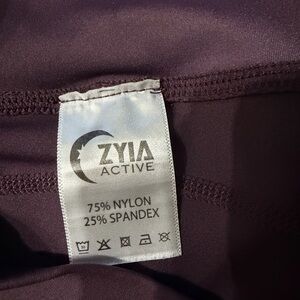 ZYIA
ACTIVE
75% NYLON
25% SPANDEX